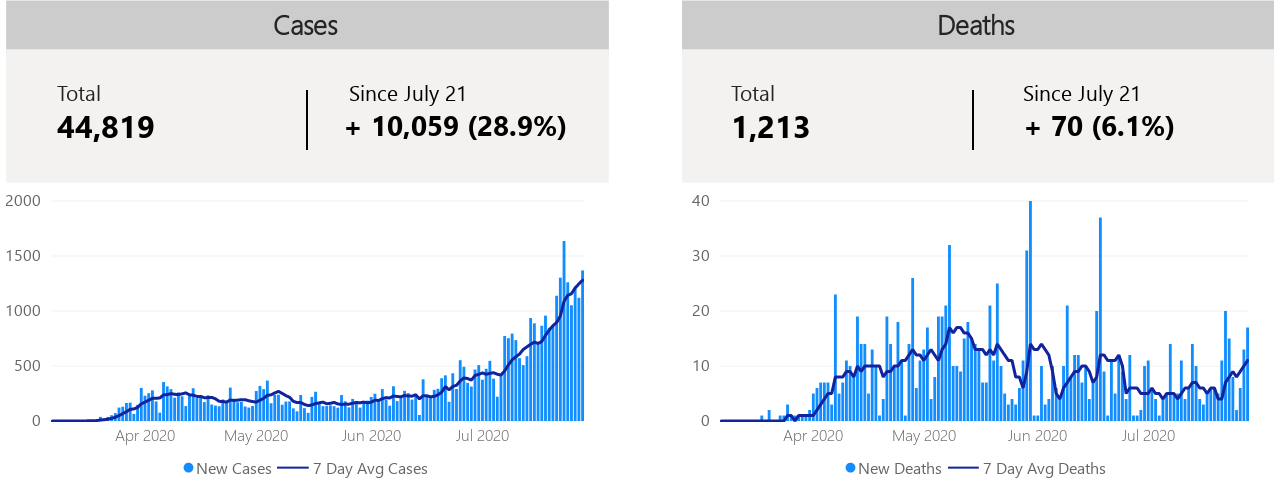 Cases
Total
44,819
Since July 21
+ 10,059 (28.9%)
2000
1500
1000
500
0
Apr 2020 May 2020 Jun 2020 Jul 2020
New Cases 7 Day Avg Cases
Deaths
Total
1,213
Since July 21
+ 70 (6.1%)
40
30
20
10
0
Apr 2020 May 2020 Jun 2020 Jul 2020
New Deaths 7 Day Avg Deaths